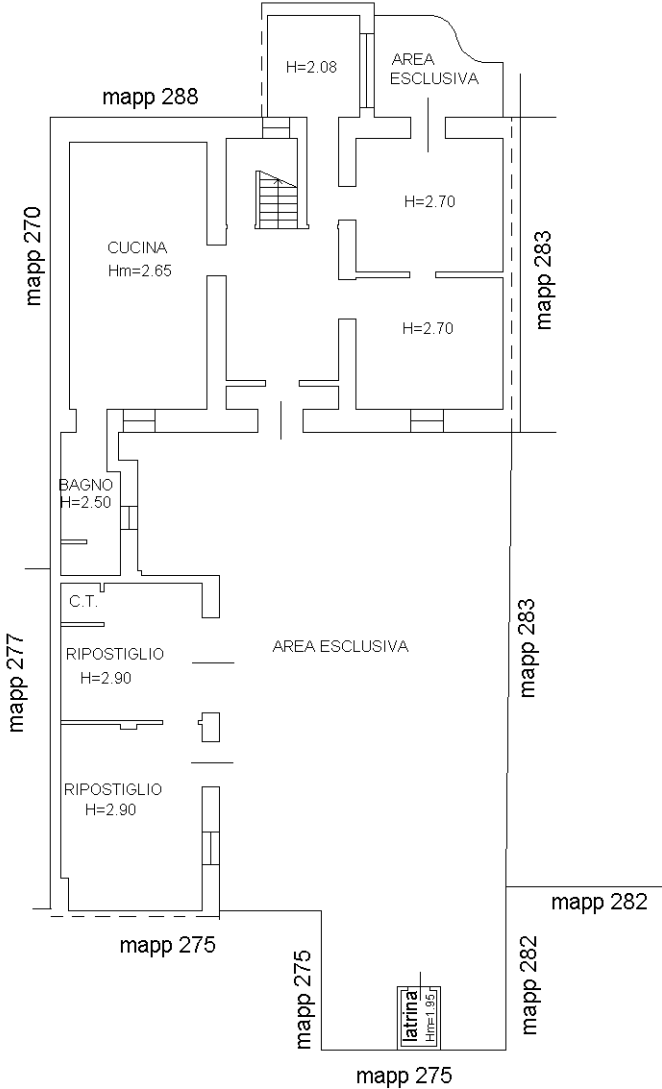 H=2.08
AREA
ESCLUSIVA
mapp 288
H=2.70
mapp 270
CUCINA
Hm=2.65
mapp 283
H=2.70
BAGNO
H=2.50
C.T.
RIPOSTIGLIO
H=2.90
AREA ESCLUSIVA
mapp 283
mapp 277
RIPOSTIGLIO
H=2.90
mapp 282
mapp 275
mapp 275
mapp 282
latrina
Hm=1.95
mapp 275